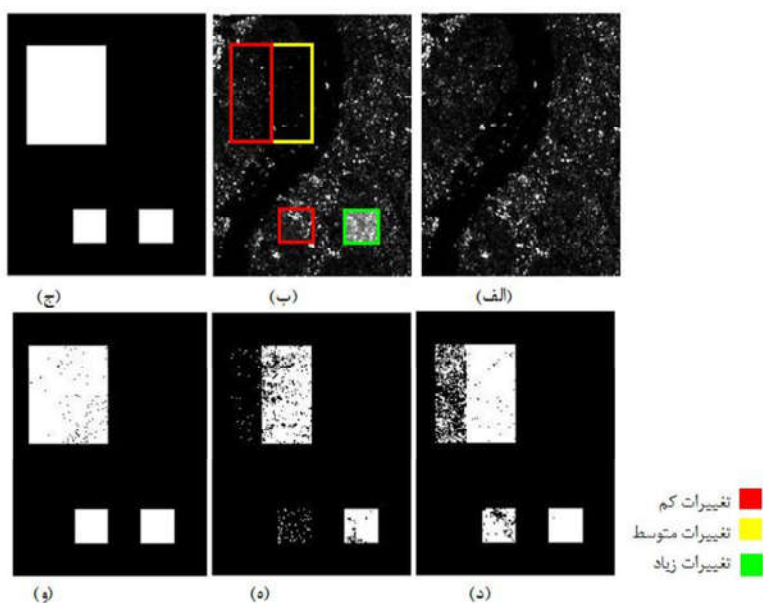 (الف)
(ب)
(ج)
(د)
(ه)
(و)
تغییرات کم
تغییرات متوسط
تغییرات زیاد